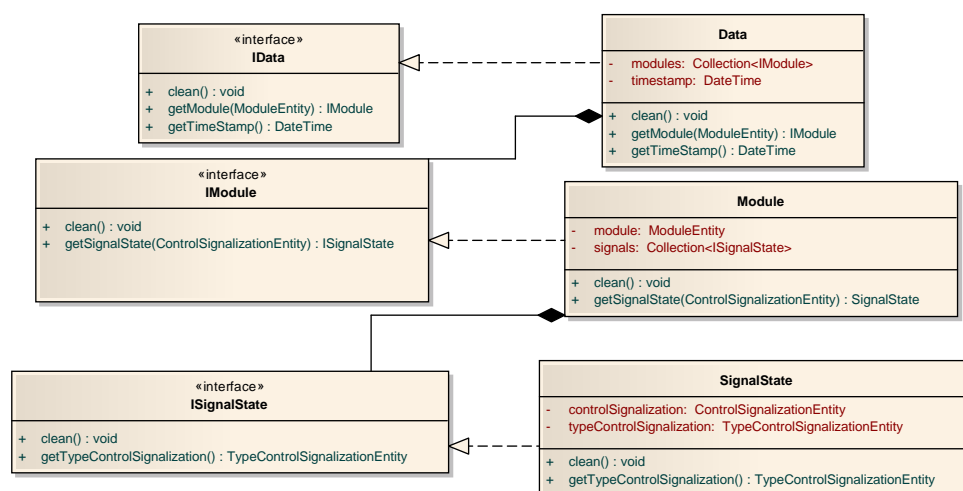 «interface»
IData
+ clean() : void
+ getModule(ModuleEntity) : IModule
+ getTimeStamp() : DateTime
Data
- modules: Collection<IModule>
- timestamp: DateTime
+ clean() : void
+ getModule(ModuleEntity) : IModule
+ getTimeStamp() : DateTime
«interface»
IModule
+ clean() : void
+ getSignalState(ControlSignalizationEntity) : ISignalState
Module
- module: ModuleEntity
- signals: Collection<ISignalState>
+ clean() : void
+ getSignalState(ControlSignalizationEntity) : SignalState
«interface»
ISignalState
+ clean() : void
+ getTypeControlSignalization() : TypeControlSignalizationEntity
SignalState
- controlSignalization: ControlSignalizationEntity
- typeControlSignalization: TypeControlSignalizationEntity
+ clean() : void
+ getTypeControlSignalization() : TypeControlSignalizationEntity